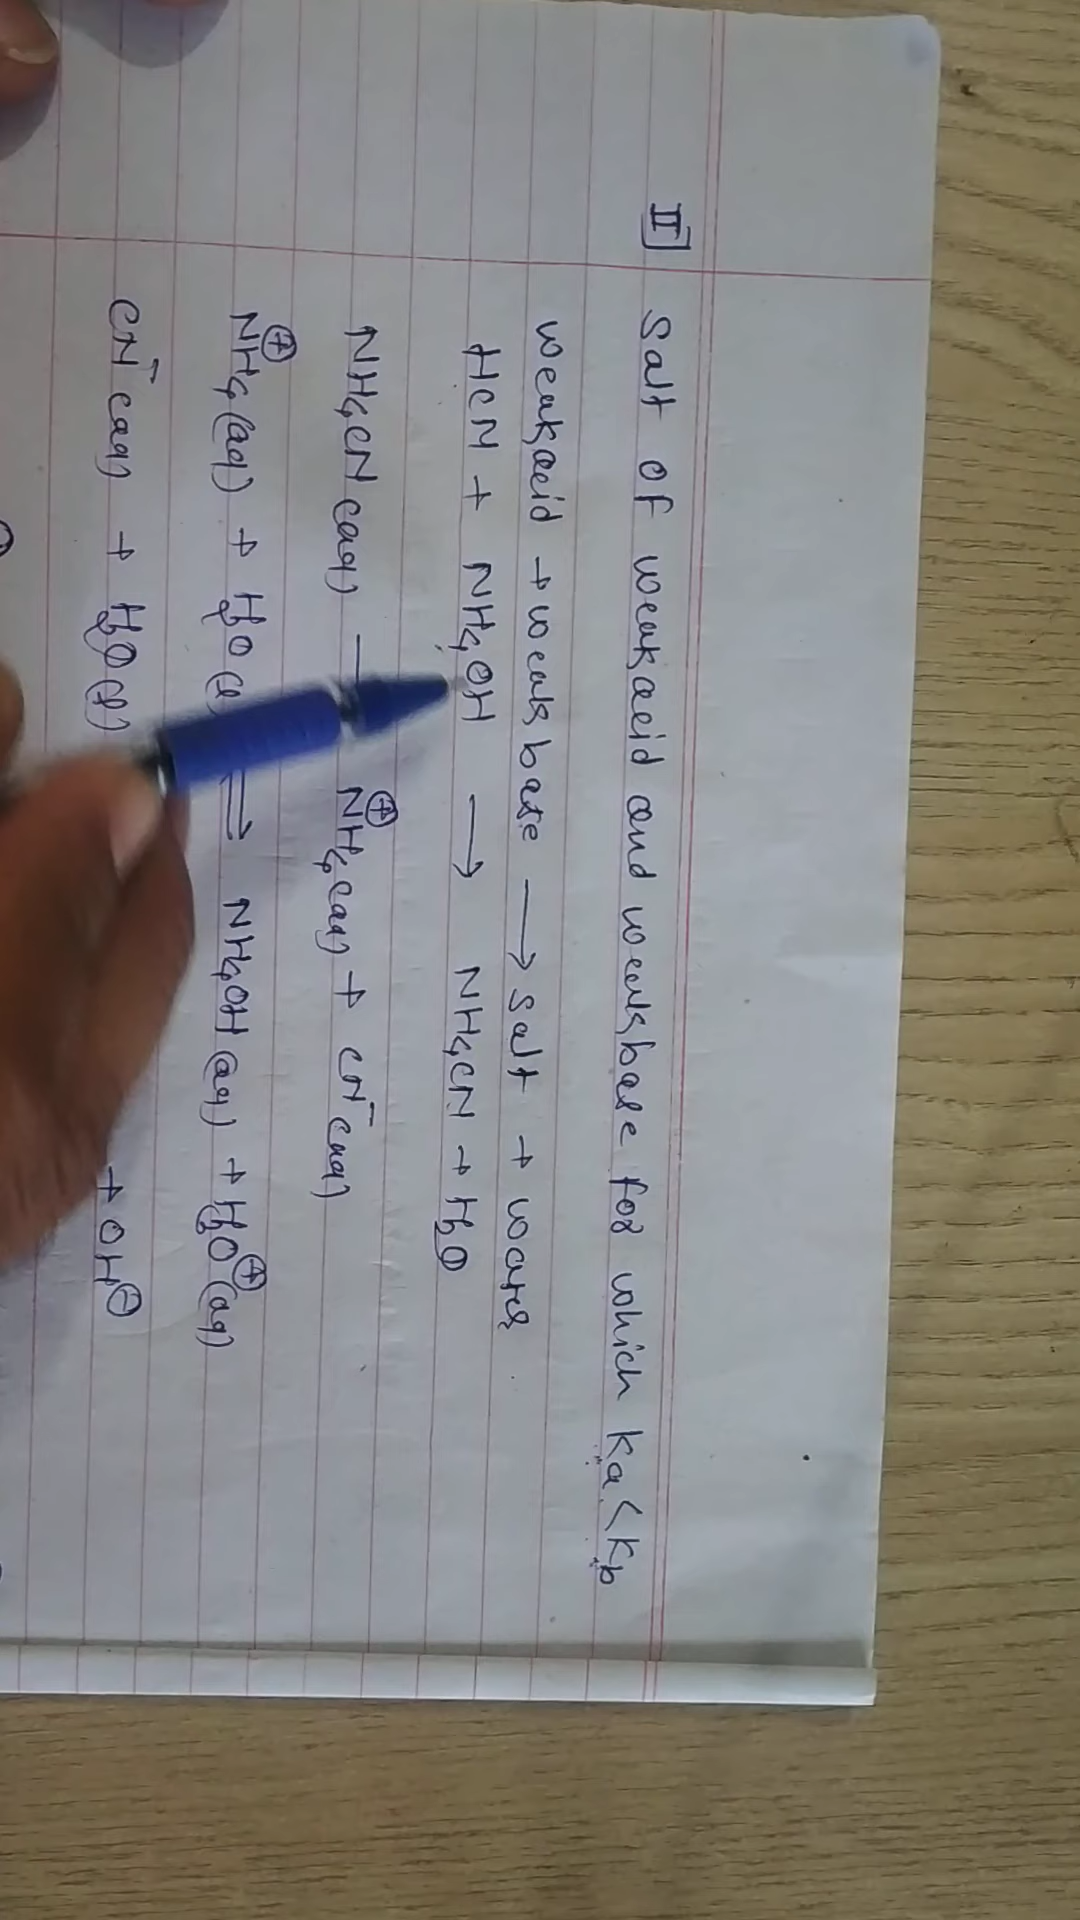 II] Salt of weak acid and weak base for which Ka < Kb
weak acid + weak base → salt + water
HCN + NH₄OH → NH₄CN + H₂O
NH₄CN (aq) — NH₄⊕(aq) + CN⁻(aq)
NH₄⊕(aq) + H₂O (l) ⇌ NH₄OH (aq) + H₃O⊕(aq)
CN⁻(aq) + H₂O (l) + OH⊖